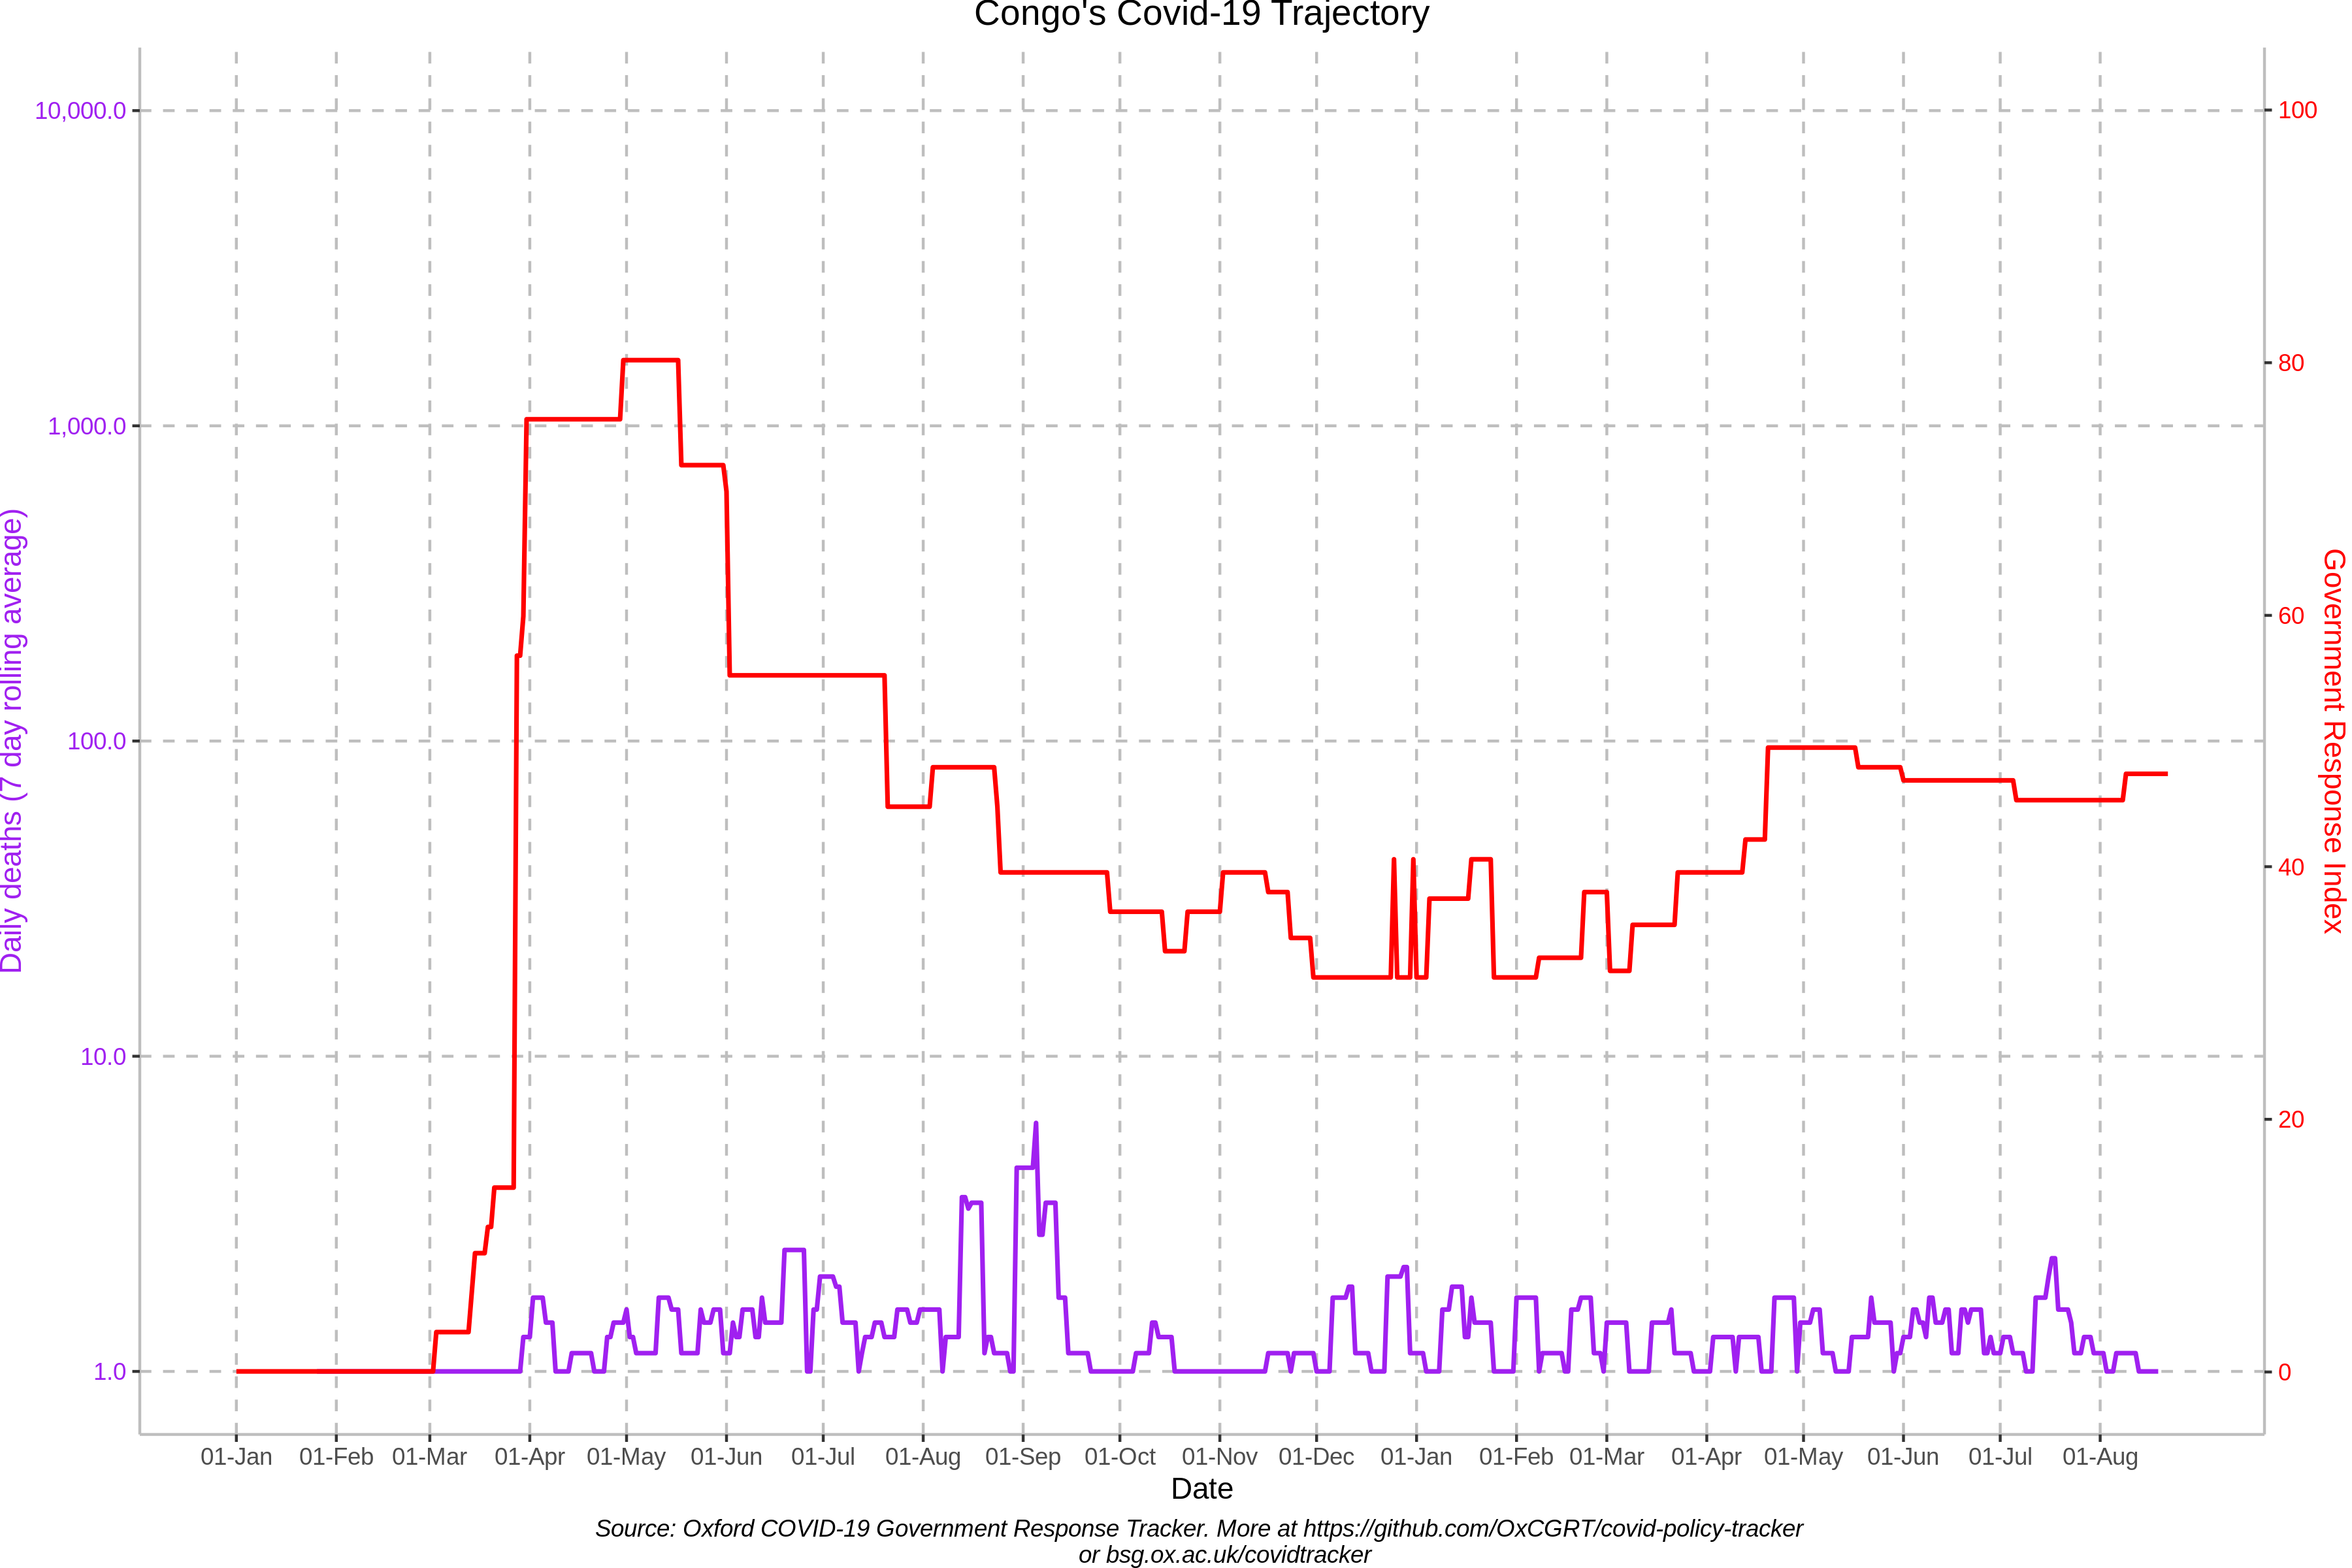 Congo's Covid-19 Trajectory
10,000.0
1,000.0
100.0
10.0
1.0
Daily deaths (7 day rolling average)
100
80
60
40
20
0
Government Response Index
01-Jan 01-Feb 01-Mar 01-Apr 01-May 01-Jun 01-Jul 01-Aug 01-Sep 01-Oct 01-Nov 01-Dec 01-Jan 01-Feb 01-Mar 01-Apr 01-May 01-Jun 01-Jul 01-Aug
Date
Source: Oxford COVID-19 Government Response Tracker. More at https://github.com/OxCGRT/covid-policy-tracker
or bsg.ox.ac.uk/covidtracker